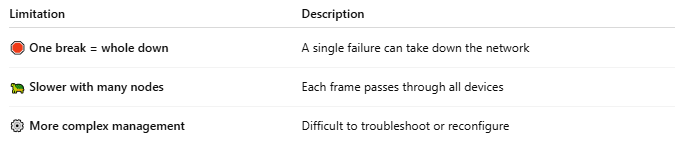 Limitation Description
🛑 One break = whole down A single failure can take down the network
🐢 Slower with many nodes Each frame passes through all devices
⚙️ More complex management Difficult to troubleshoot or reconfigure